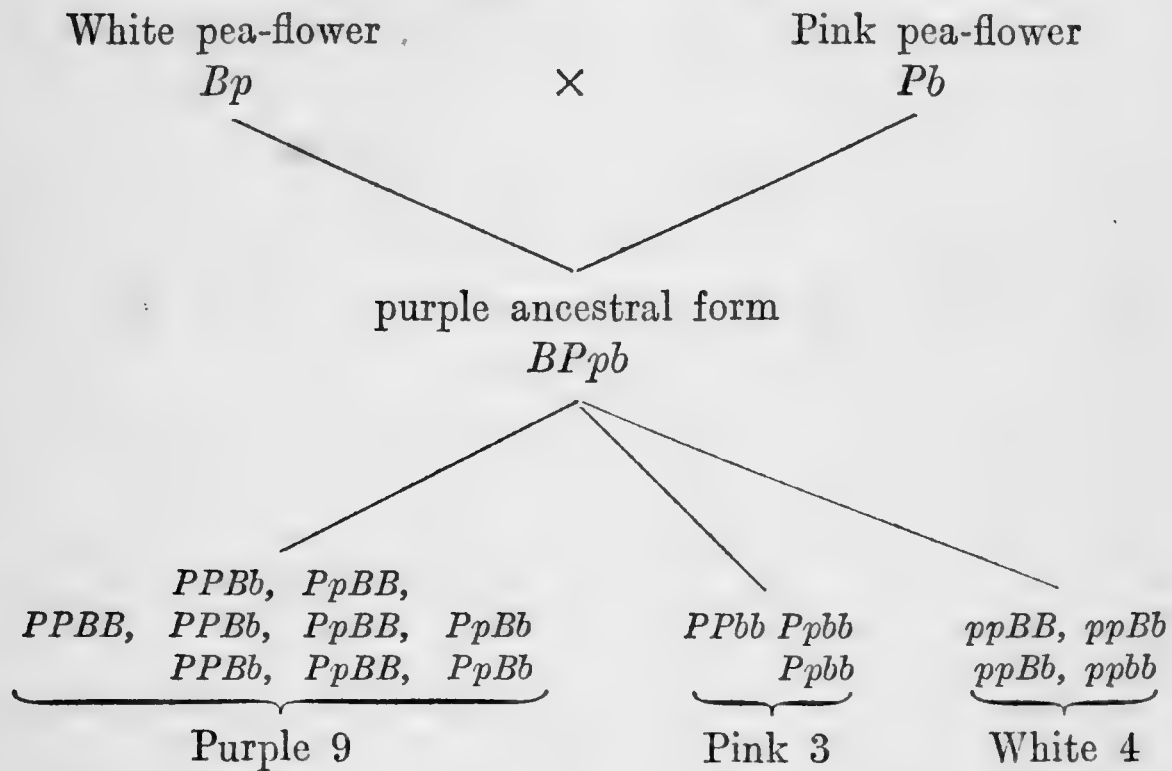 White pea-flower Pink pea-flower
Bp × Pb
purple ancestral form
BPpb
PPBb, PpBB,
PPBB, PPBb, PpBB, PpBb PPbb Ppbb ppBB, ppBb
PPBb, PpBB, PpBb Ppbb ppBb, ppbb
Purple 9 Pink 3 White 4